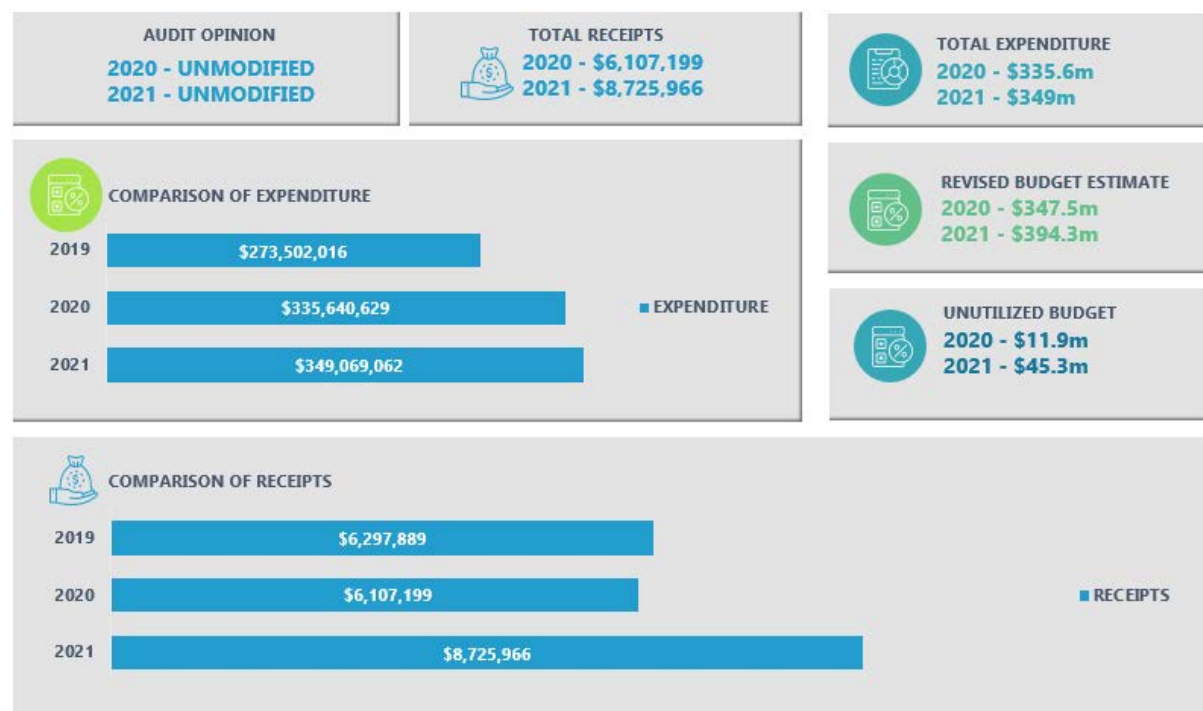 AUDIT OPINION
2020 - UNMODIFIED
2021 - UNMODIFIED
TOTAL RECEIPTS
2020 - $6,107,199
2021 - $8,725,966
TOTAL EXPENDITURE
2020 - $335.6m
2021 - $349m
COMPARISON OF EXPENDITURE
2019
$273,502,016
2020
$335,640,629
2021
$349,069,062
EXPENDITURE
REVISED BUDGET ESTIMATE
2020 - $347.5m
2021 - $394.3m
UNUTILIZED BUDGET
2020 - $11.9m
2021 - $45.3m
COMPARISON OF RECEIPTS
2019
$6,297,889
2020
$6,107,199
2021
$8,725,966
RECEIPTS